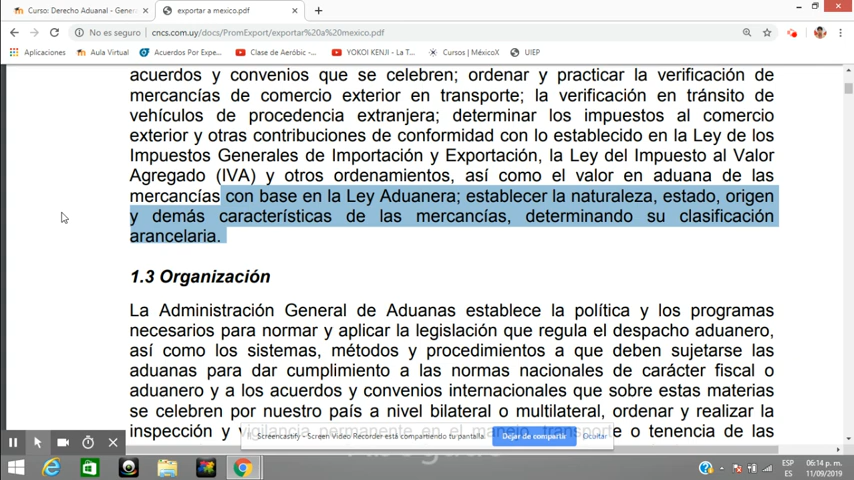 Curso: Derecho Aduanal - Gener
exportar a mexico.pdf
No es seguro | cncs.com.uy/docs/PromExport/exportar%20a%20mexico.pdf
Aplicaciones
Aula Virtual
Acuerdos Por Expe...
Clase de Aeróbic -...
YOKOI KENJI - La T...
Cursos | MéxicoX
UIEP
acuerdos y convenios que se celebren; ordenar y practicar la verificación de
mercancías de comercio exterior en transporte; la verificación en tránsito de
vehículos de procedencia extranjera; determinar los impuestos al comercio
exterior y otras contribuciones de conformidad con lo establecido en la Ley de los
Impuestos Generales de Importación y Exportación, la Ley del Impuesto al Valor
Agregado (IVA) y otros ordenamientos, así como el valor en aduana de las
mercancías con base en la Ley Aduanera; establecer la naturaleza, estado, origen
y demás características de las mercancías, determinando su clasificación
arancelaria.
1.3 Organización
La Administración General de Aduanas establece la política y los programas
necesarios para normar y aplicar la legislación que regula el despacho aduanero,
así como los sistemas, métodos y procedimientos a que deben sujetarse las
aduanas para dar cumplimiento a las normas nacionales de carácter fiscal o
aduanero y a los acuerdos y convenios internacionales que sobre estas materias
se celebren por nuestro país a nivel bilateral o multilateral, ordenar y realizar la
inspección y vigilancia permanente en el manejo, transporte o tenencia de las
Screencastify - Screen Video Recorder está compartiendo tu pantalla.
Dejar de compartir
Ocultar
ESP
ES
06:14 p. m.
11/09/2019